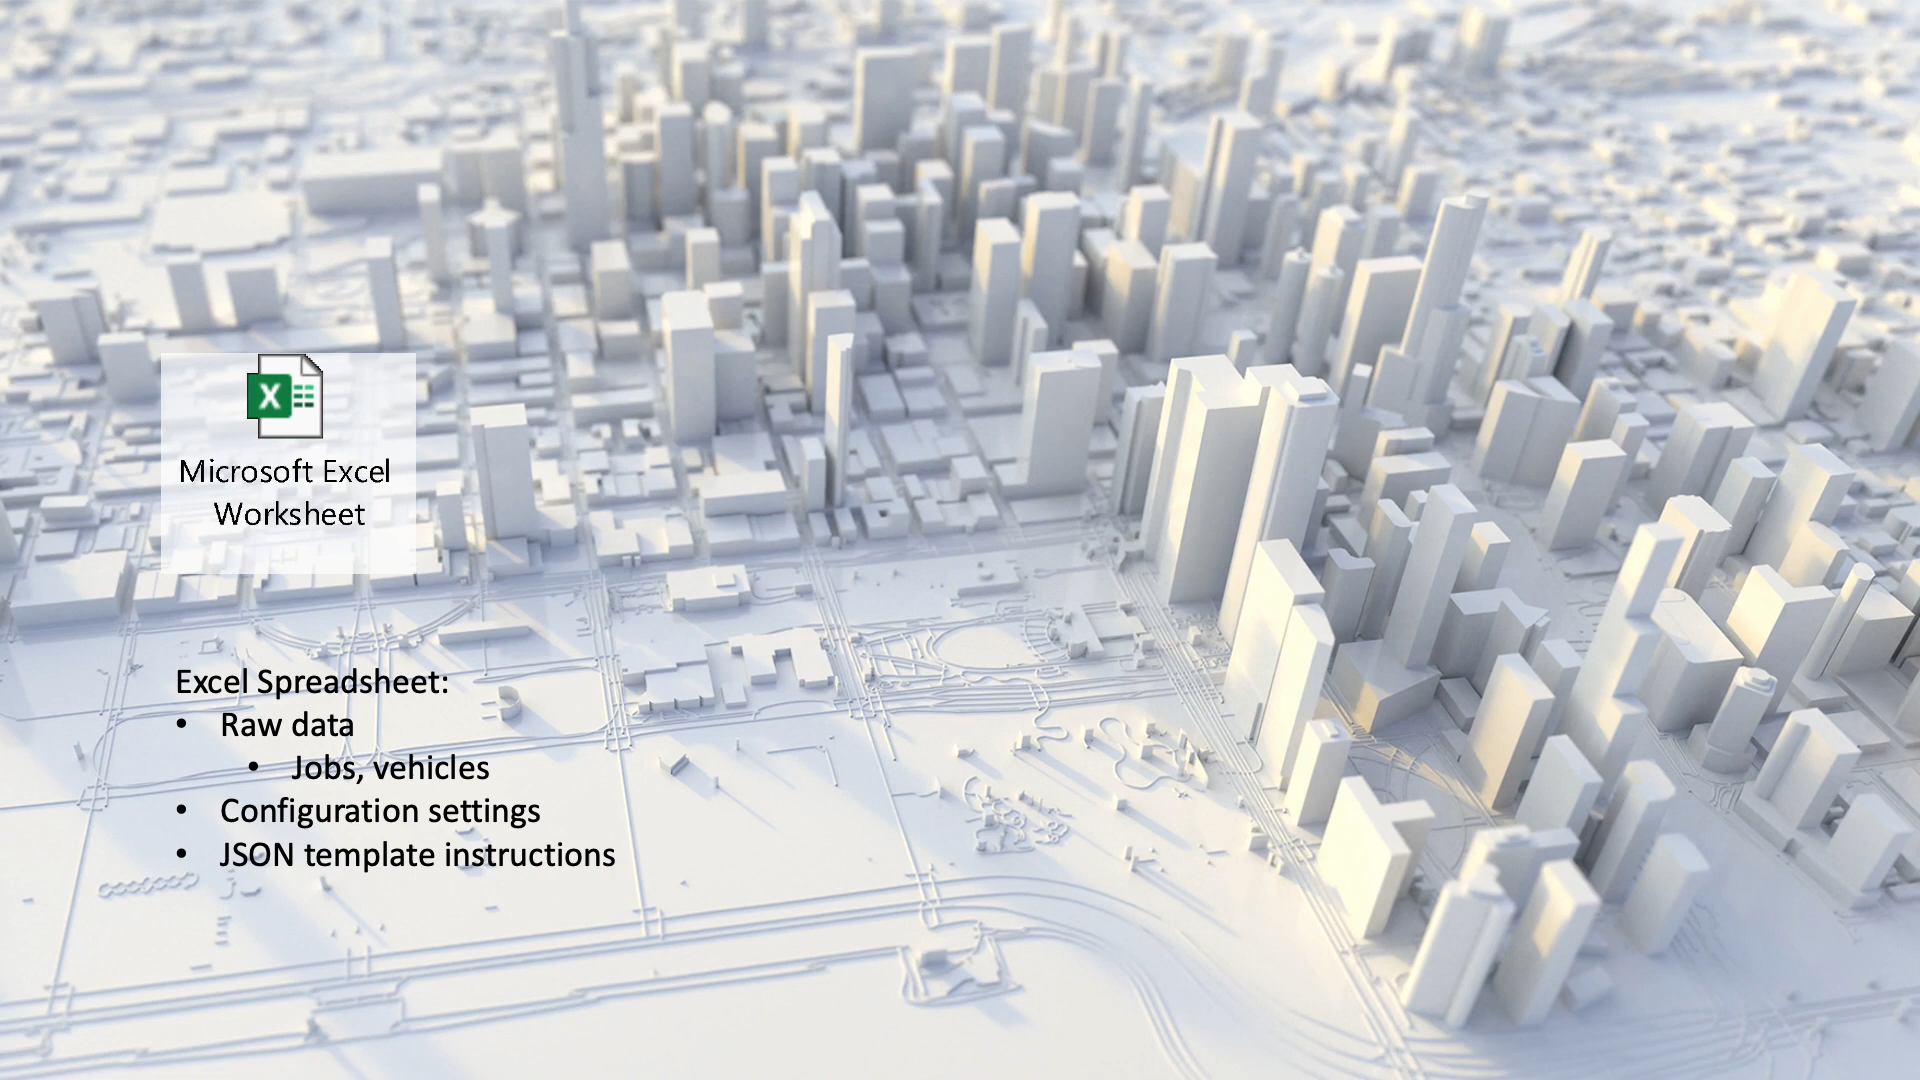 X
Microsoft Excel
Worksheet
Excel Spreadsheet:
• Raw data
• Jobs, vehicles
• Configuration settings
• JSON template instructions